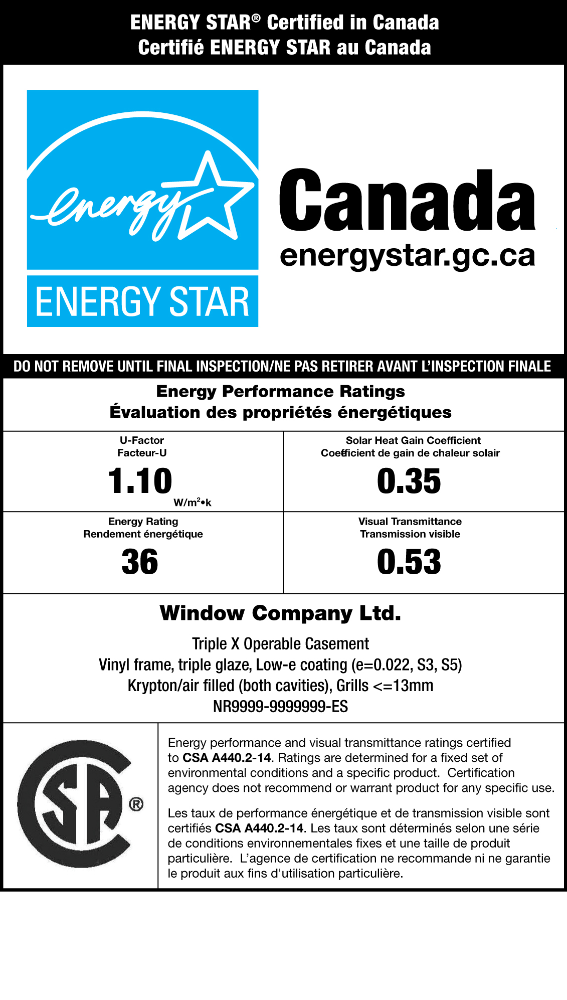 ENERGY STAR® Certified in Canada
Certifié ENERGY STAR au Canada
energy
ENERGY STAR
Canada
energystar.gc.ca
DO NOT REMOVE UNTIL FINAL INSPECTION/NE PAS RETIRER AVANT L’INSPECTION FINALE
Energy Performance Ratings
Évaluation des propriétés énergétiques
U-Factor
Facteur-U
1.10
W/m²•k
Solar Heat Gain Coefficient
Coefficient de gain de chaleur solair
0.35
Energy Rating
Rendement énergétique
36
Visual Transmittance
Transmission visible
0.53
Window Company Ltd.
Triple X Operable Casement
Vinyl frame, triple glaze, Low-e coating (e=0.022, S3, S5)
Krypton/air filled (both cavities), Grills <=13mm
NR9999-9999999-ES
CSA ®
Energy performance and visual transmittance ratings certified
to CSA A440.2-14. Ratings are determined for a fixed set of
environmental conditions and a specific product.  Certification
agency does not recommend or warrant product for any specific use.
Les taux de performance énergétique et de transmission visible sont
certifiés CSA A440.2-14. Les taux sont déterminés selon une série
de conditions environnementales fixes et une taille de produit
particulière.  L’agence de certification ne recommande ni ne garantie
le produit aux fins d'utilisation particulière.